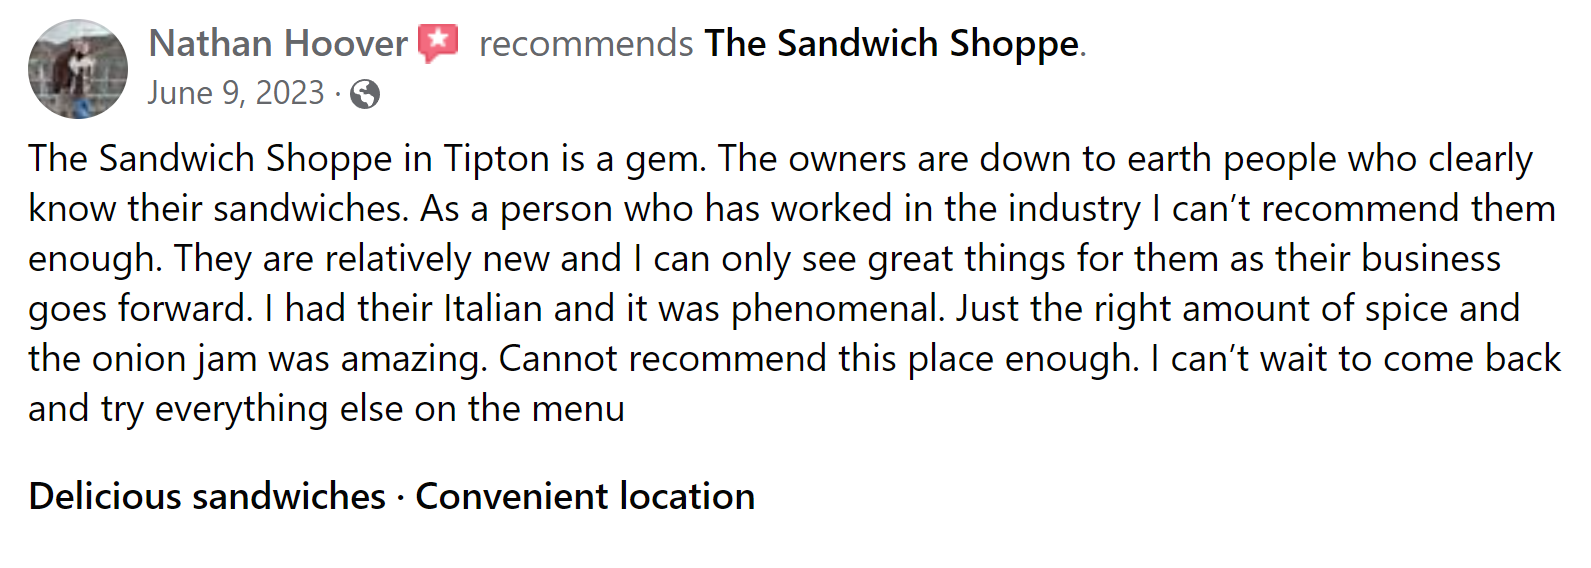 Nathan Hoover recommends The Sandwich Shoppe.
June 9, 2023 ·
The Sandwich Shoppe in Tipton is a gem. The owners are down to earth people who clearly
know their sandwiches. As a person who has worked in the industry I can’t recommend them
enough. They are relatively new and I can only see great things for them as their business
goes forward. I had their Italian and it was phenomenal. Just the right amount of spice and
the onion jam was amazing. Cannot recommend this place enough. I can’t wait to come back
and try everything else on the menu
Delicious sandwiches · Convenient location